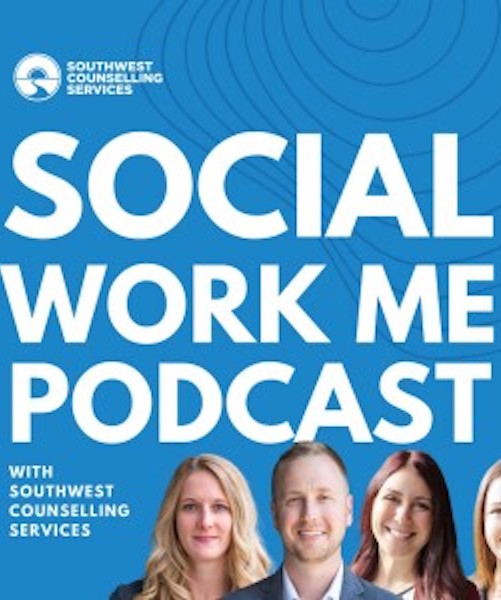 SOUTHWEST
COUNSELLING
SERVICES
SOCIAL
WORK ME
PODCAST
WITH
SOUTHWEST
COUNSELLING
SERVICES